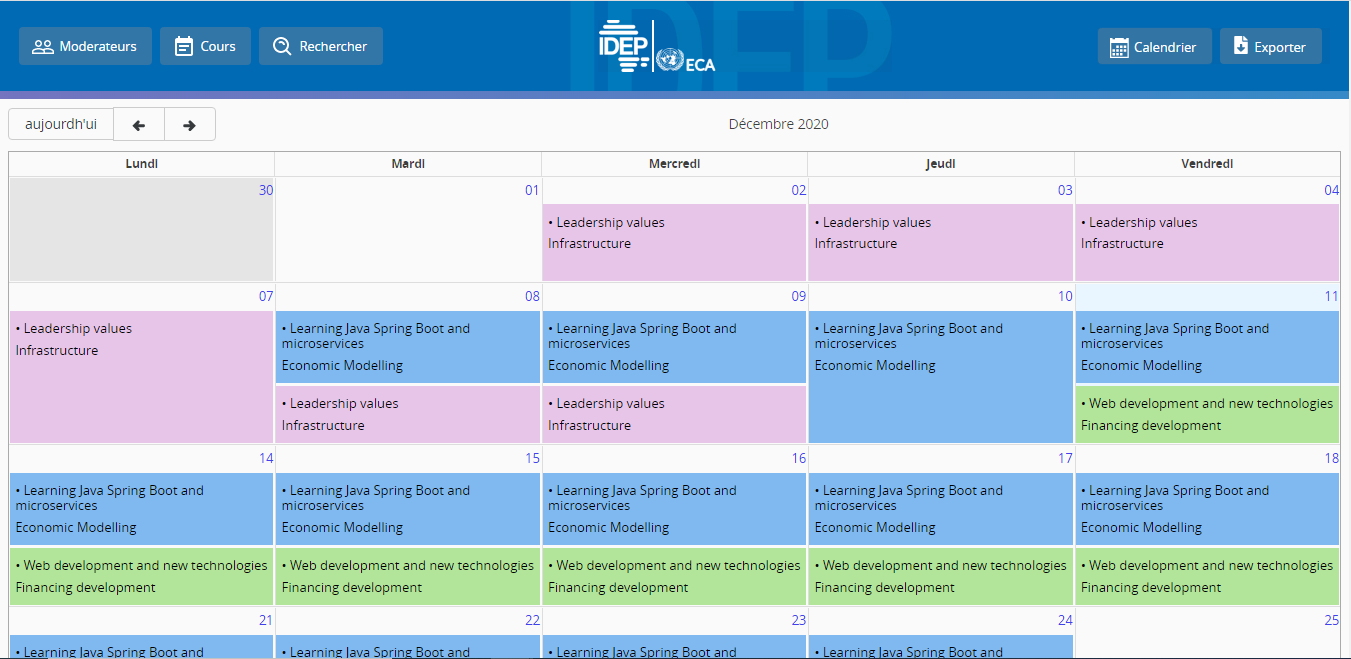 Moderateurs
Cours
Rechercher
IDEP
IDEP
ECA
Calendrier
Exporter
aujourdh'ui
Décembre 2020
Lundi
Mardi
Mercredi
Jeudi
Vendredi
30
01
02
03
04
• Leadership values
Infrastructure
• Leadership values
Infrastructure
• Leadership values
Infrastructure
07
08
09
10
11
• Leadership values
Infrastructure
• Learning Java Spring Boot and
microservices
Economic Modelling
• Leadership values
Infrastructure
• Learning Java Spring Boot and
microservices
Economic Modelling
• Leadership values
Infrastructure
• Learning Java Spring Boot and
microservices
Economic Modelling
• Learning Java Spring Boot and
microservices
Economic Modelling
• Web development and new technologies
Financing development
14
15
16
17
18
• Learning Java Spring Boot and
microservices
Economic Modelling
• Web development and new technologies
Financing development
• Learning Java Spring Boot and
microservices
Economic Modelling
• Web development and new technologies
Financing development
• Learning Java Spring Boot and
microservices
Economic Modelling
• Web development and new technologies
Financing development
• Learning Java Spring Boot and
microservices
Economic Modelling
• Web development and new technologies
Financing development
• Learning Java Spring Boot and
microservices
Economic Modelling
• Web development and new technologies
Financing development
21
22
23
24
25
• Learning Java Spring Boot and
• Learning Java Spring Boot and
• Learning Java Spring Boot and
• Learning Java Spring Boot and